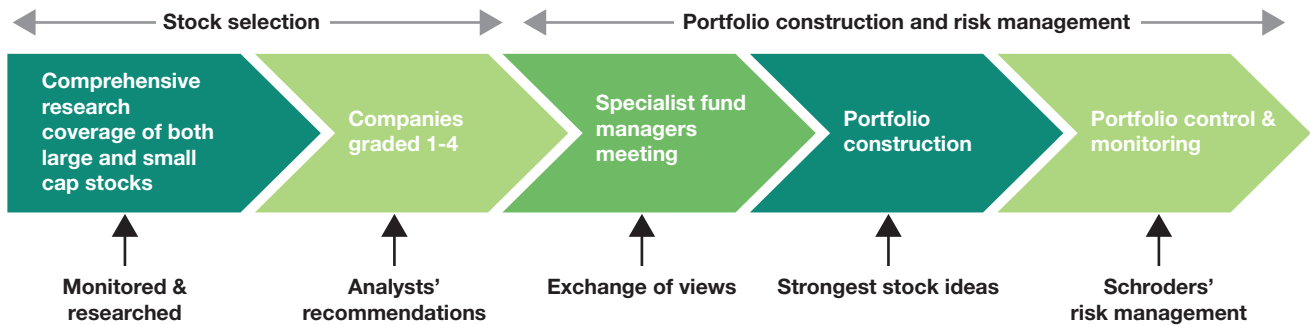 Stock selection
Portfolio construction and risk management
Comprehensive
research
coverage of both
large and small
cap stocks
Companies
graded 1-4
Specialist fund
managers
meeting
Portfolio
construction
Portfolio control &
monitoring
Monitored &
researched
Analysts’
recommendations
Exchange of views
Strongest stock ideas
Schroders’
risk management